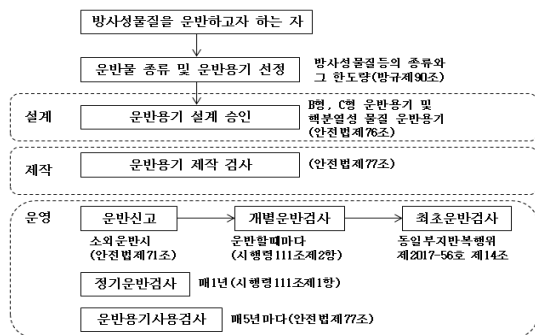 방사성물질을 운반하고자 하는 자
운반물 종류 및 운반용기 선정
방사성물질등의 종류와
그 한도량(방규제90조)
설계
운반용기 설계 승인
B형, C형 운반용기 및
핵분열성 물질 운반용기
(안전법제76조)
제작
운반용기 제작 검사
(안전법제77조)
운영
운반신고
개별운반검사
최초운반검사
소외운반시
(안전법제71조)
운반할때마다
(시행령111조제2항)
동일부지반복행위
제2017-56호 제14조
정기운반검사
매1년(시행령111조제1항)
운반용기사용검사
매5년마다(안전법제77조)